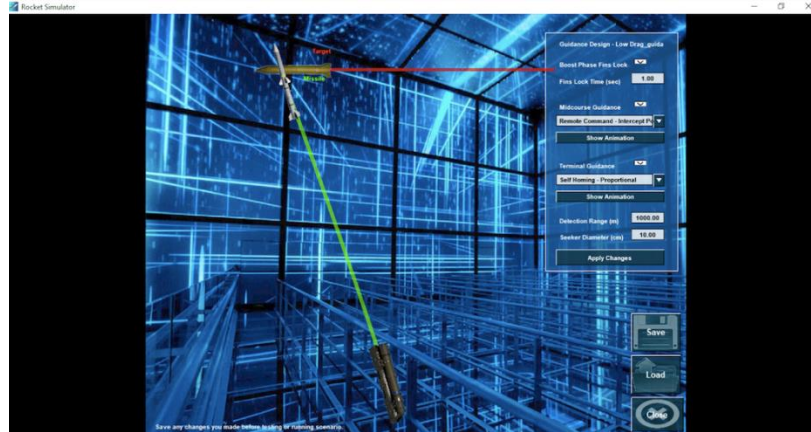 Rocket Simulator
Target
Missile
Guidance Design - Low Drag_guida
Boost Phase Fins Lock
Fins Lock Time (sec) 1.00
Midcourse Guidance
Remote Command - Intercept Po
Show Animation
Terminal Guidance
Self Homing - Proportional
Show Animation
Detection Range (m) 1000.00
Seeker Diameter (cm) 10.00
Apply Changes
Save
Load
Close
Save any changes you made before testing or running scenario.